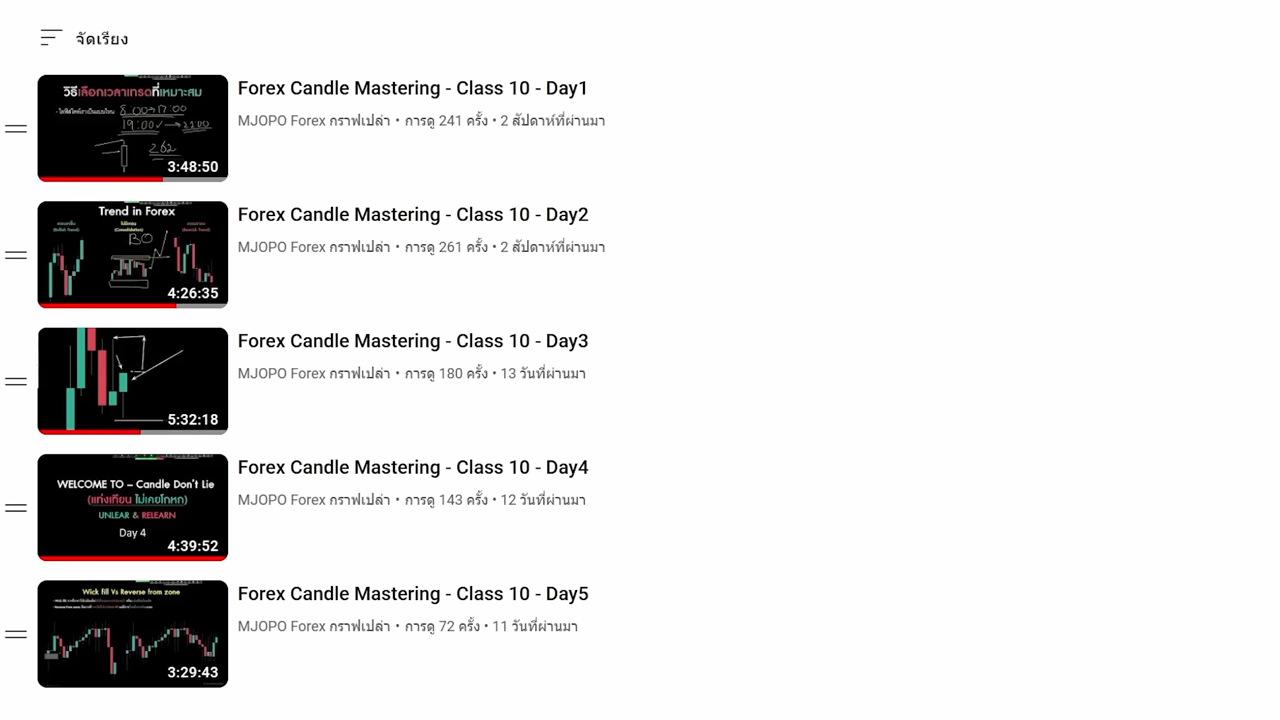 จัดเรียง
วิธีเลือกเวลาเทรดที่เหมาะสม
8:00→17:00
19:00
262
3:48:50
Forex Candle Mastering - Class 10 - Day1
MJOPO Forex กราฟเปล่า • การดู 241 ครั้ง • 2 สัปดาห์ที่ผ่านมา
Trend in Forex
(Consolidation)
BO
4:26:35
Forex Candle Mastering - Class 10 - Day2
MJOPO Forex กราฟเปล่า • การดู 261 ครั้ง • 2 สัปดาห์ที่ผ่านมา
5:32:18
Forex Candle Mastering - Class 10 - Day3
MJOPO Forex กราฟเปล่า • การดู 180 ครั้ง • 13 วันที่ผ่านมา
WELCOME TO – Candle Don't Lie
(แท่งเทียน ไม่เคยโกหก)
UNLEAR & RELEARN
Day 4
4:39:52
Forex Candle Mastering - Class 10 - Day4
MJOPO Forex กราฟเปล่า • การดู 143 ครั้ง • 12 วันที่ผ่านมา
Wick fill Vs Reverse from zone
3:29:43
Forex Candle Mastering - Class 10 - Day5
MJOPO Forex กราฟเปล่า • การดู 72 ครั้ง • 11 วันที่ผ่านมา